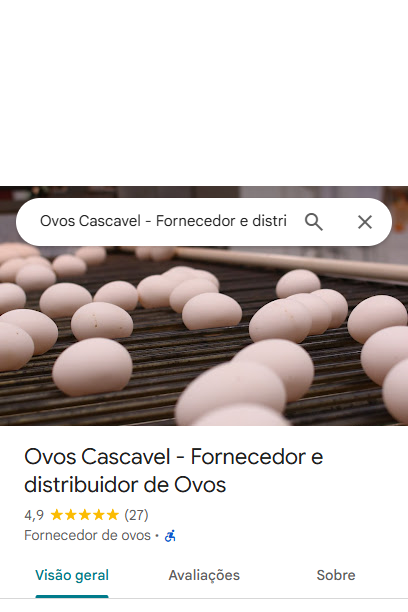 Ovos Cascavel - Fornecedor e distri
Ovos Cascavel - Fornecedor e
distribuidor de Ovos
4,9 ★★★★★ (27)
Fornecedor de ovos ·
Visão geral Avaliações Sobre